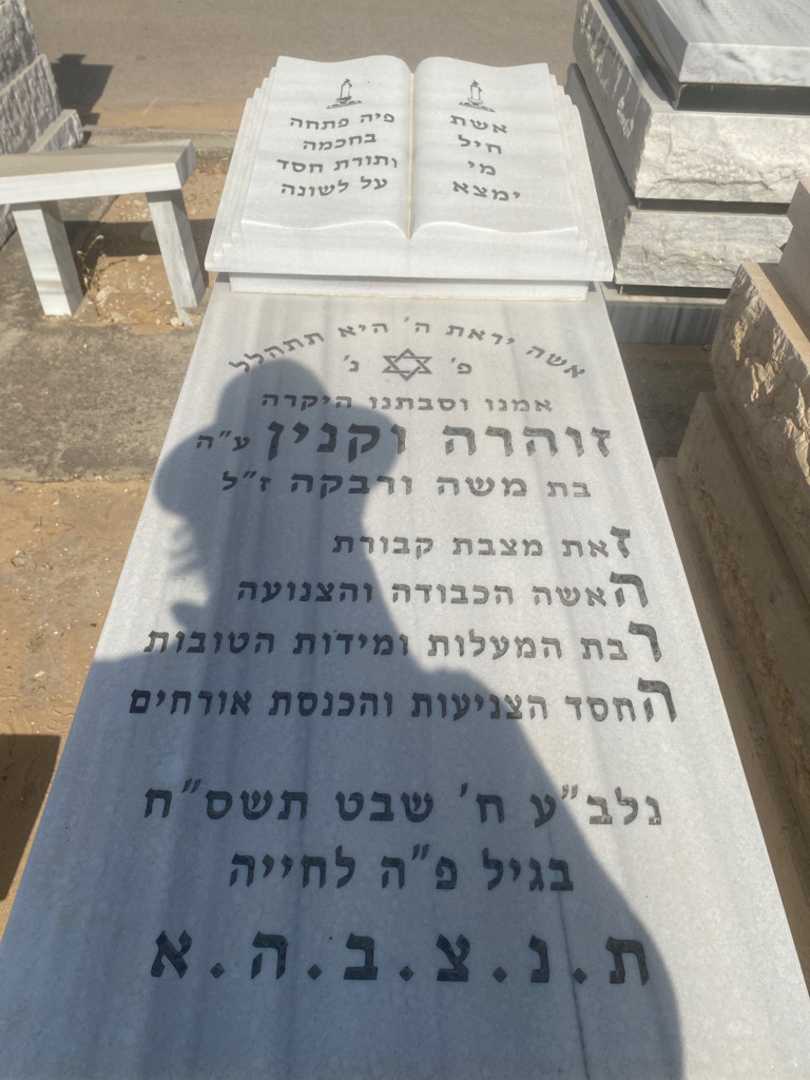 אשת
חיל
מי
ימצא
פיה פתחה
בחכמה
ותורת חסד
על לשונה
אשה יראת ה' היא תתהלל
פ' נ'
אמנו וסבתנו היקרה
זוהרה וקנין ע"ה
בת משה ורבקה ז"ל
זאת מצבת קבורת
האשה הכבודה והצנועה
רבת המעלות ומידות הטובות
החסד הצניעות והכנסת אורחים
נלב"ע ח' שבט תשס"ח
בגיל פ"ה לחייה
ת.נ.צ.ב.ה.א